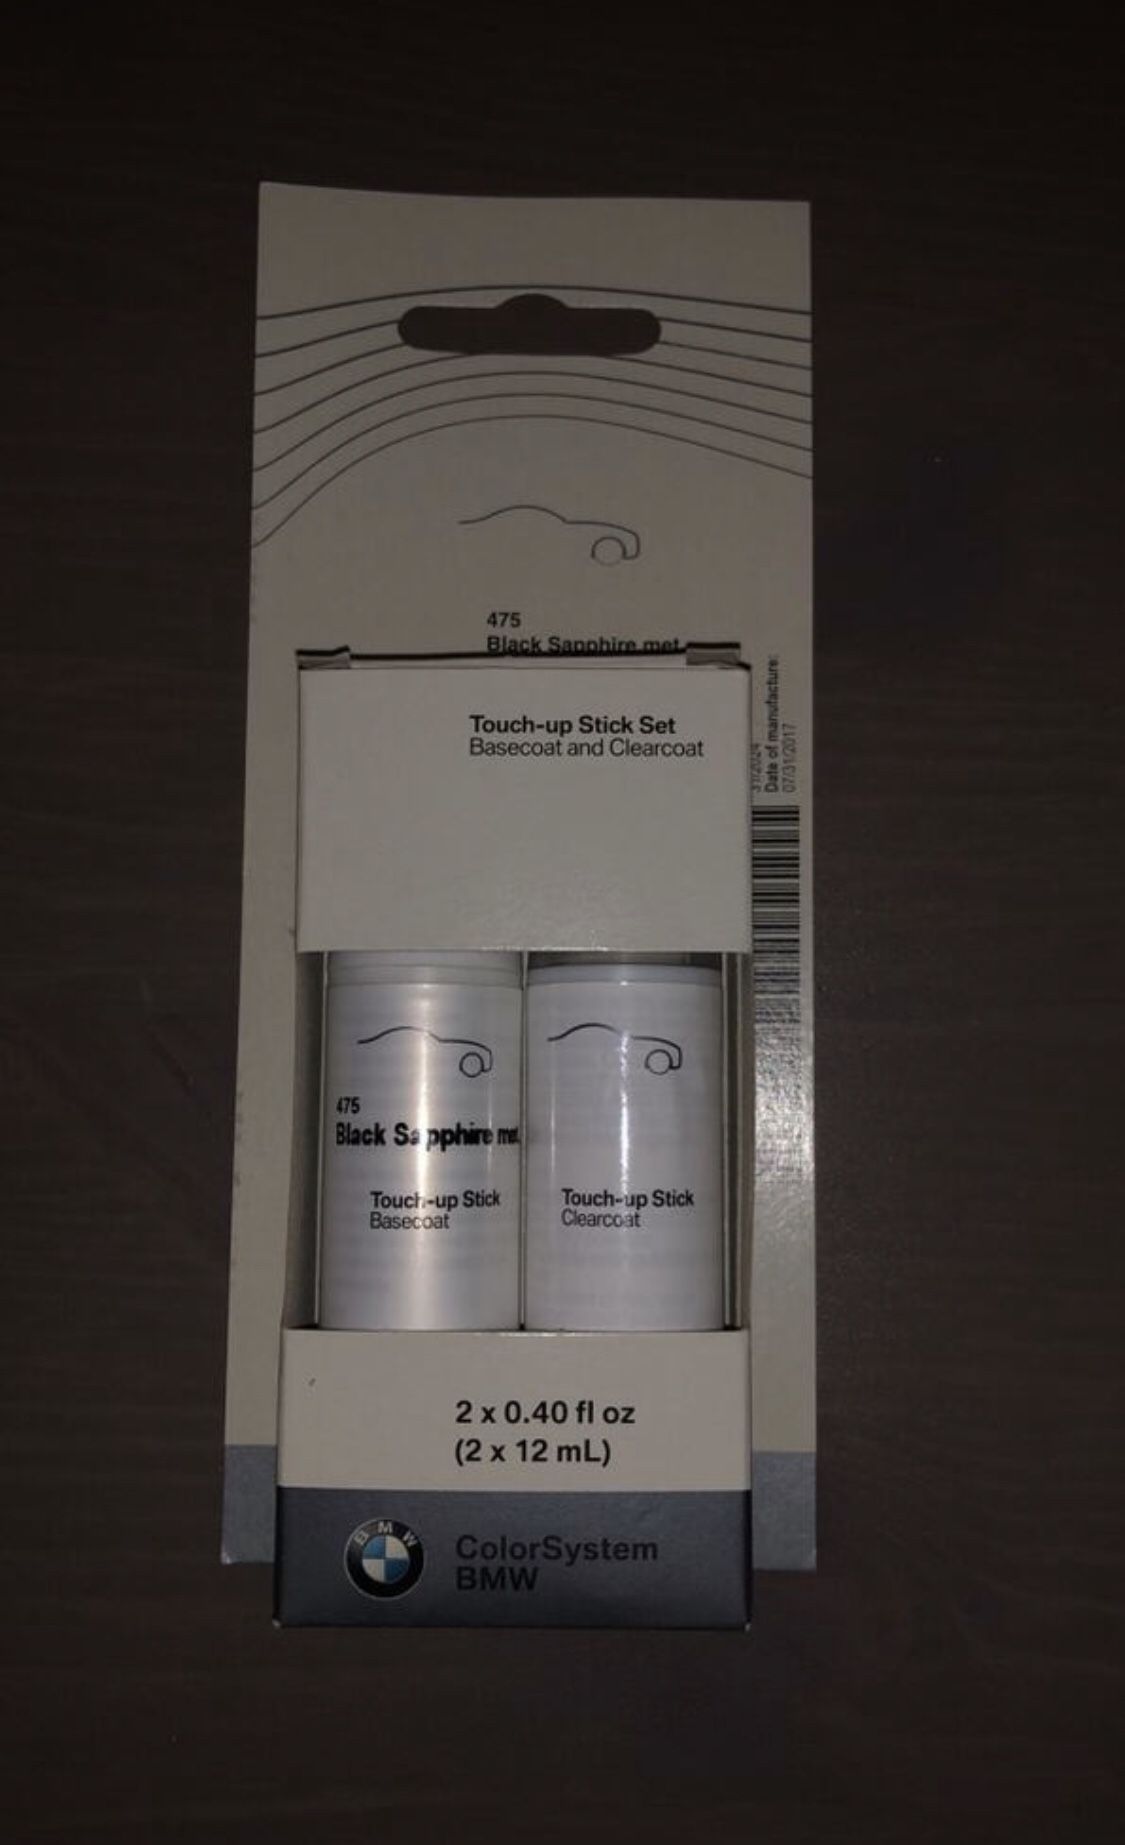 475
Black Sapphire met.
Touch-up Stick Set
Basecoat and Clearcoat
Date of manufacture:
07/31/2017
475
Black Sapphire met.
Touch-up Stick
Basecoat
Touch-up Stick
Clearcoat
2 x 0.40 fl oz
(2 x 12 mL)
BMW
ColorSystem
BMW